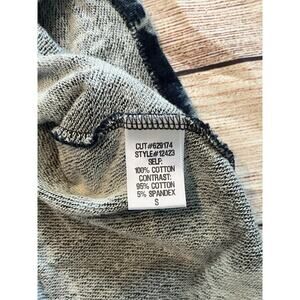 CUT#629174
STYLE#12423
SELF:
100% COTTON
CONTRAST:
95% COTTON
5% SPANDEX
S